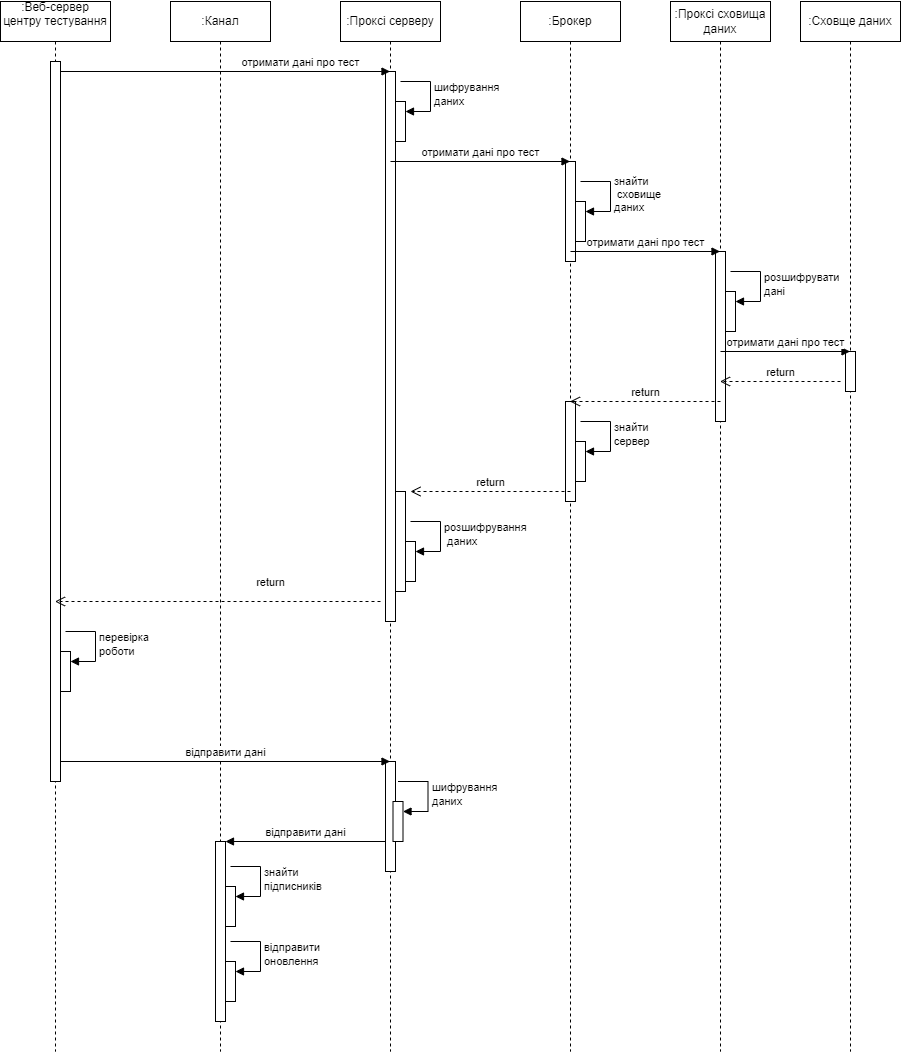 :Веб-сервер
центру тестування
:Канал
:Проксі серверу
:Брокер
:Проксі сховища
даних
:Сховще даних
отримати дані про тест
шифрування
даних
отримати дані про тест
знайти
сховище
даних
отримати дані про тест
розшифрувати
дані
отримати дані про тест
return
return
знайти
сервер
return
розшифрування
даних
return
перевірка
роботи
відправити дані
шифрування
даних
відправити дані
знайти
підписників
відправити
оновлення